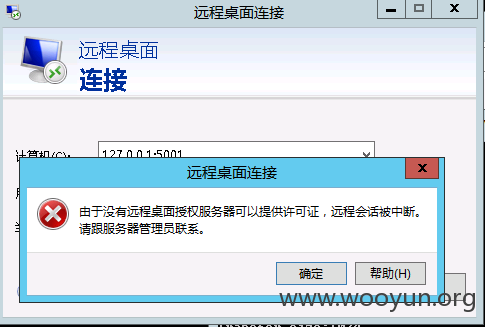 远程桌面连接
远程桌面
连接
计算机(C):
127.0.0.1:5001
远程桌面连接
由于没有远程桌面授权服务器可以提供许可证，远程会话被中断。
请跟服务器管理员联系。
确定
帮助(H)
www.wooyun.org